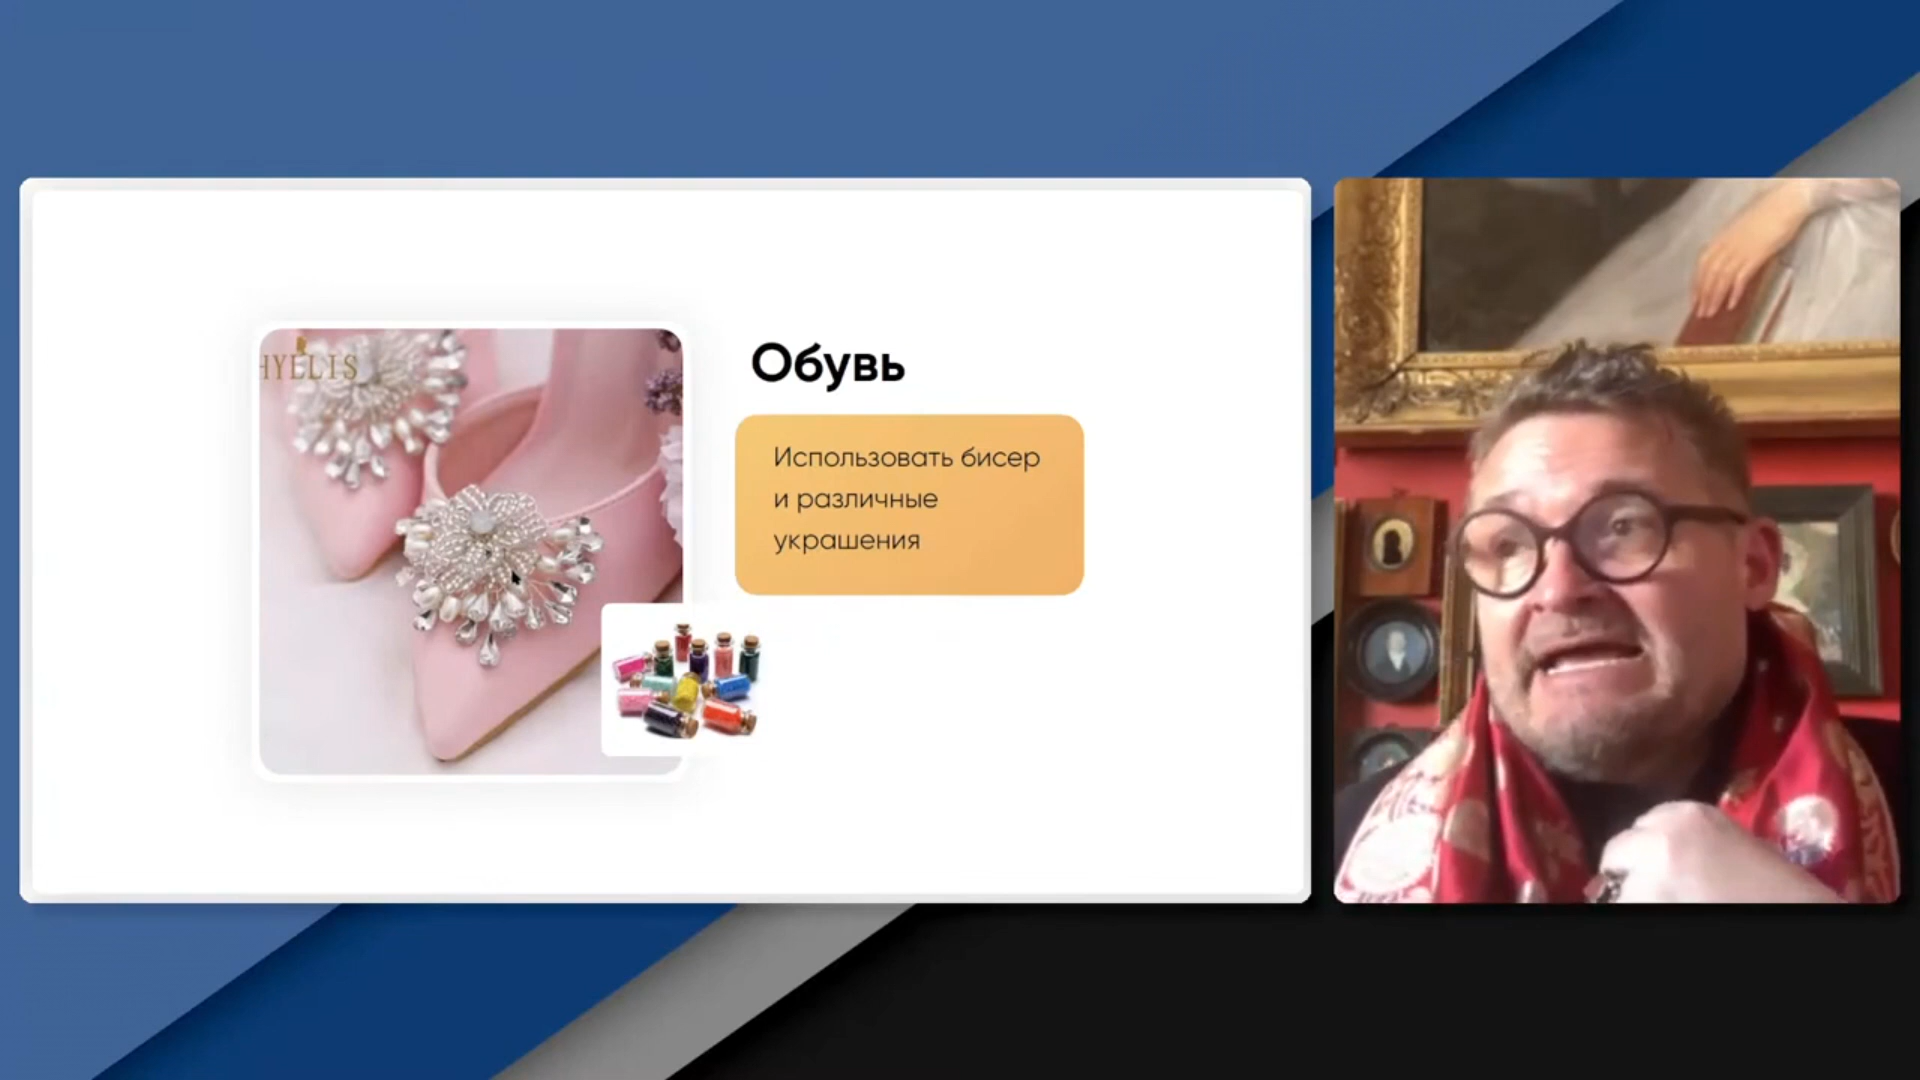 HYELIS
Обувь
Использовать бисер
и различные
украшения